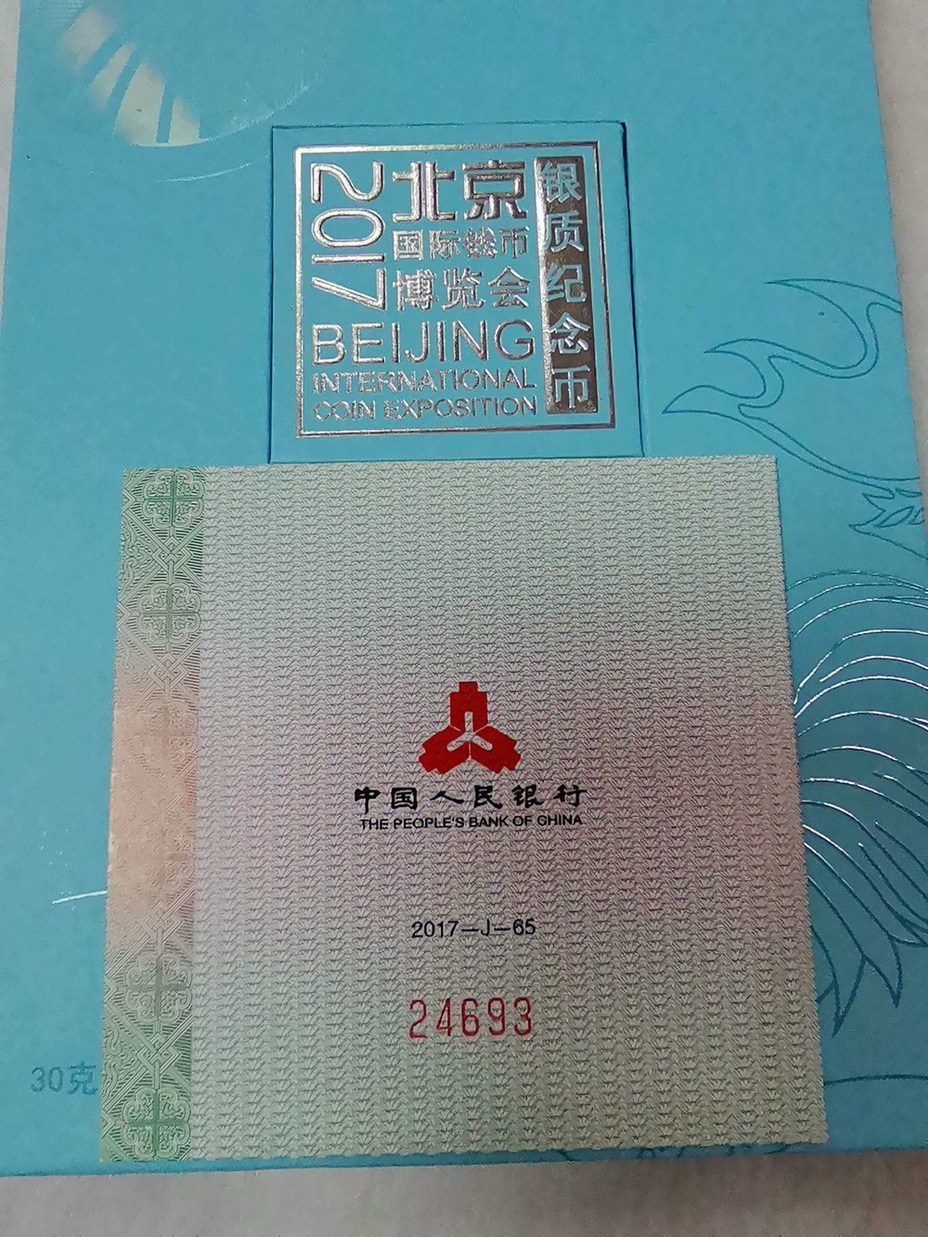 2017
北京
国际钱币
博览会
BEIJING
INTERNATIONAL
COIN EXPOSITION
银质纪念币
中国人民银行
THE PEOPLE'S BANK OF CHINA
2017—J—65
24693
30克